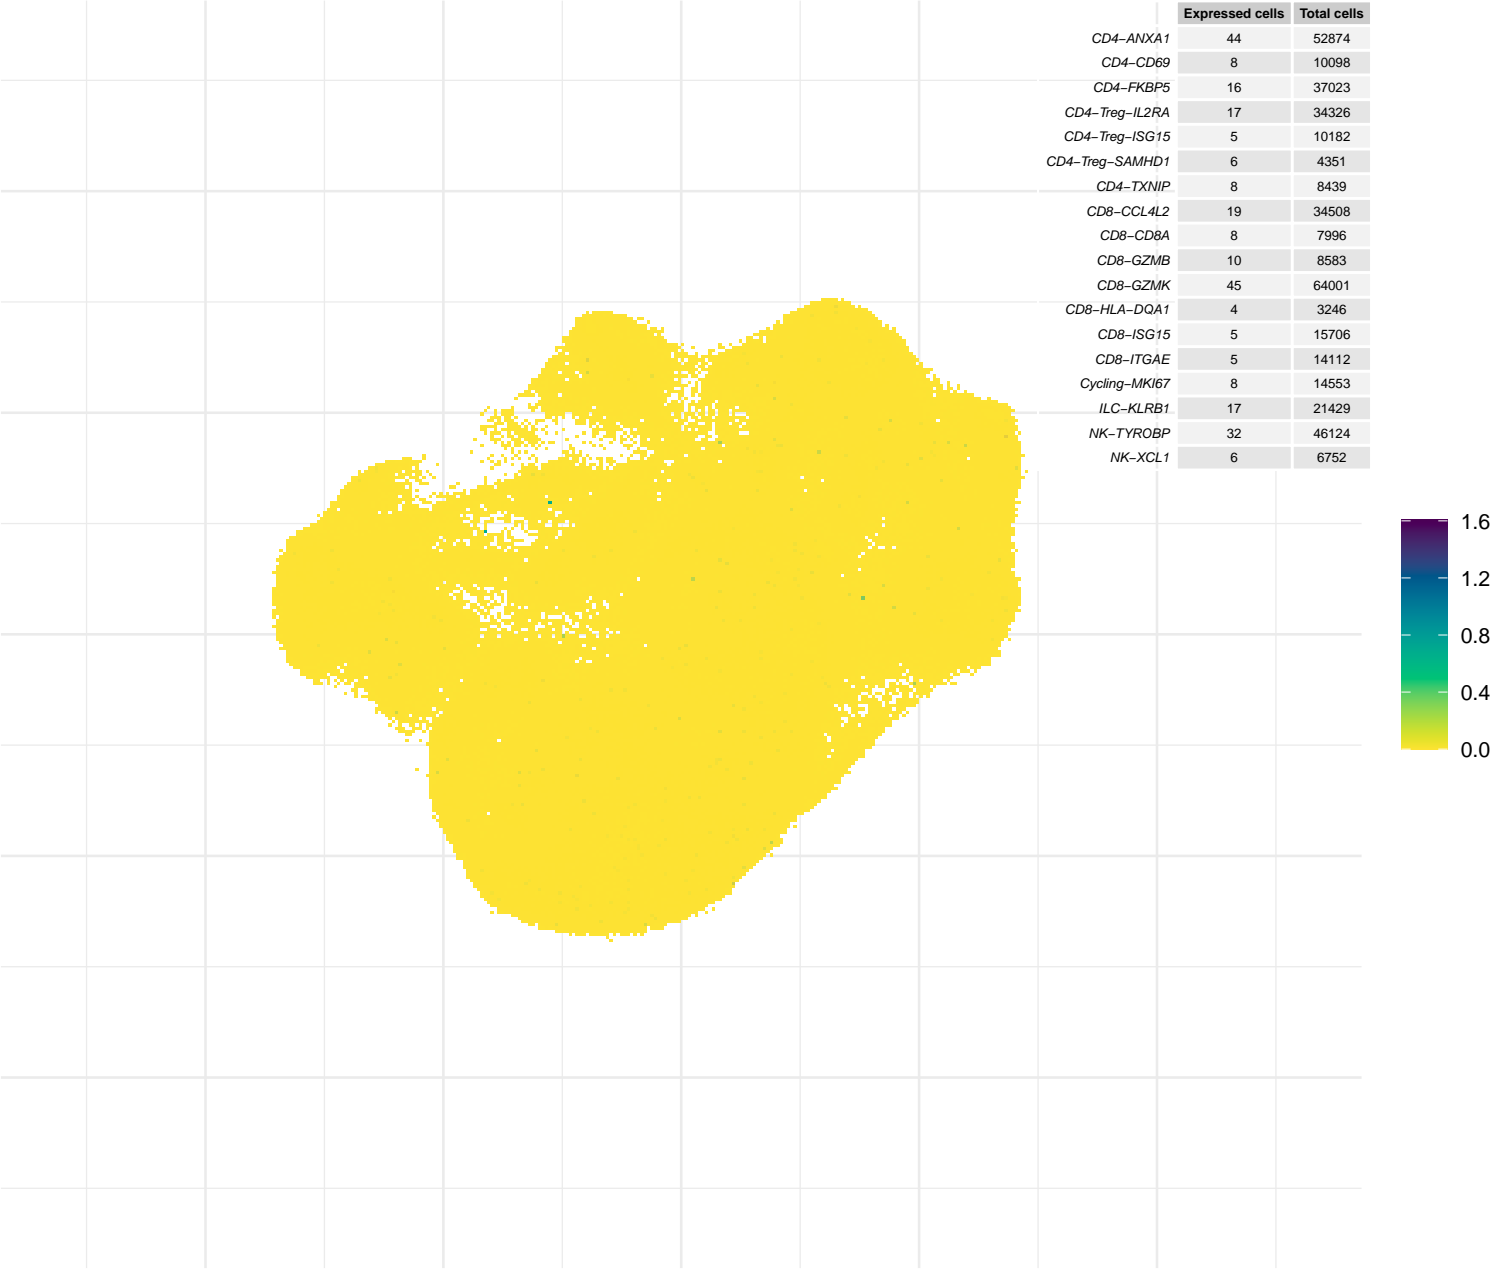 Expressed cells Total cells
CD4−ANXA1 44 52874
CD4−CD69 8 10098
CD4−FKBP5 16 37023
CD4−Treg−IL2RA 17 34326
CD4−Treg−ISG15 5 10182
CD4−Treg−SAMHD1 6 4351
CD4−TXNIP 8 8439
CD8−CCL4L2 19 34508
CD8−CD8A 8 7996
CD8−GZMB 10 8583
CD8−GZMK 45 64001
CD8−HLA−DQA1 4 3246
CD8−ISG15 5 15706
CD8−ITGAE 5 14112
Cycling−MKI67 8 14553
ILC−KLRB1 17 21429
NK−TYROBP 32 46124
NK−XCL1 6 6752
1.6
1.2
0.8
0.4
0.0